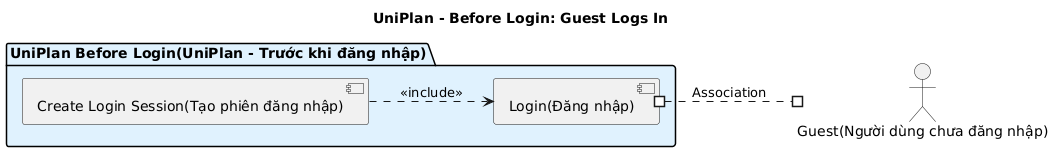 UniPlan - Before Login: Guest Logs In
UniPlan Before Login(UniPlan - Trước khi đăng nhập)
Create Login Session(Tạo phiên đăng nhập)
«include»
Login(Đăng nhập)
Association
Guest(Người dùng chưa đăng nhập)